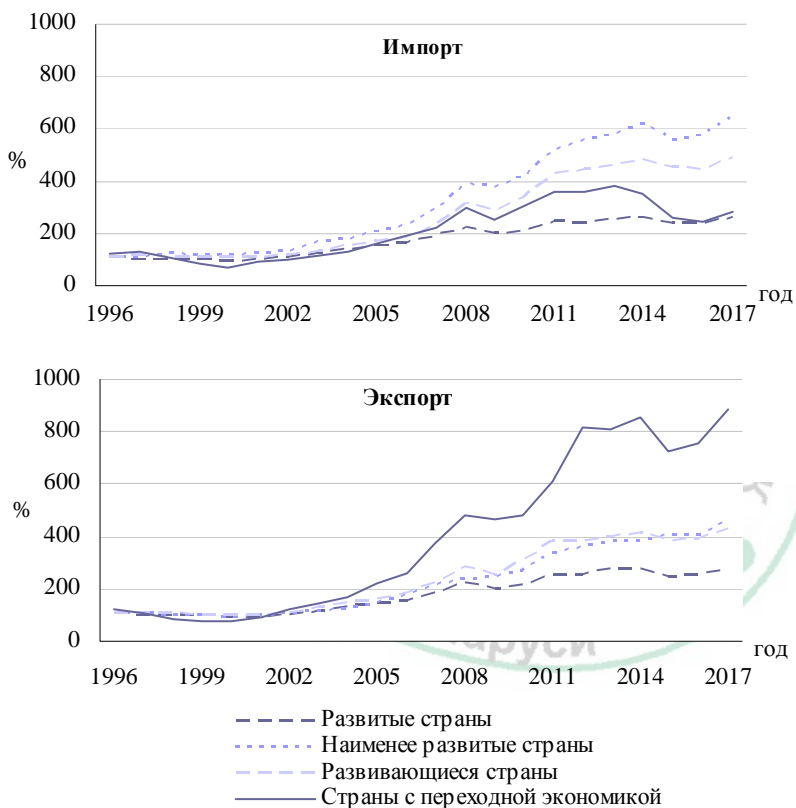 Импорт
1000
800
600
%
400
200
0
год
1996 1999 2002 2005 2008 2011 2014 2017
Экспорт
1000
800
600
%
400
200
0
год
1996 1999 2002 2005 2008 2011 2014 2017
Развитые страны
Наименее развитые страны
Развивающиеся страны
Страны с переходной экономикой